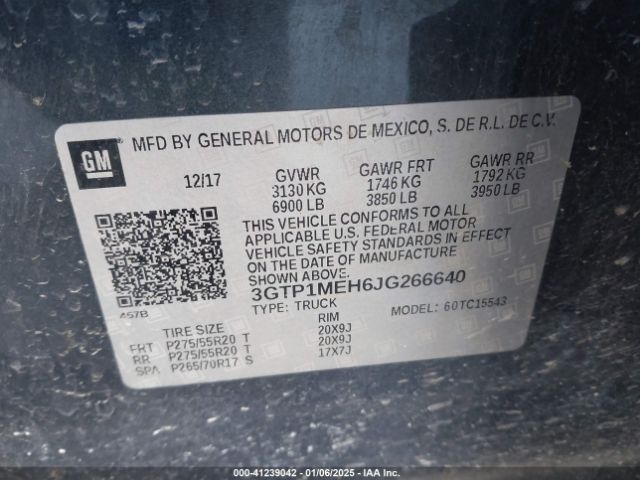 GM
MFD BY GENERAL MOTORS DE MEXICO, S. DE R.L. DE C.V.
12/17 GVWR GAWR FRT GAWR RR
3130 KG 1746 KG 1792 KG
6900 LB 3850 LB 3950 LB
THIS VEHICLE CONFORMS TO ALL
APPLICABLE U.S. FEDERAL MOTOR
VEHICLE SAFETY STANDARDS IN EFFECT
ON THE DATE OF MANUFACTURE
SHOWN ABOVE.
3GTP1MEH6JG266640
457B TYPE: TRUCK MODEL: 60TC15543
TIRE SIZE RIM
FRT P275/55R20 T 20X9J
RR P275/55R20 T 20X9J
SPA P265/70R17 S 17X7J
000-41239042 - 01/06/2025 - IAA Inc.